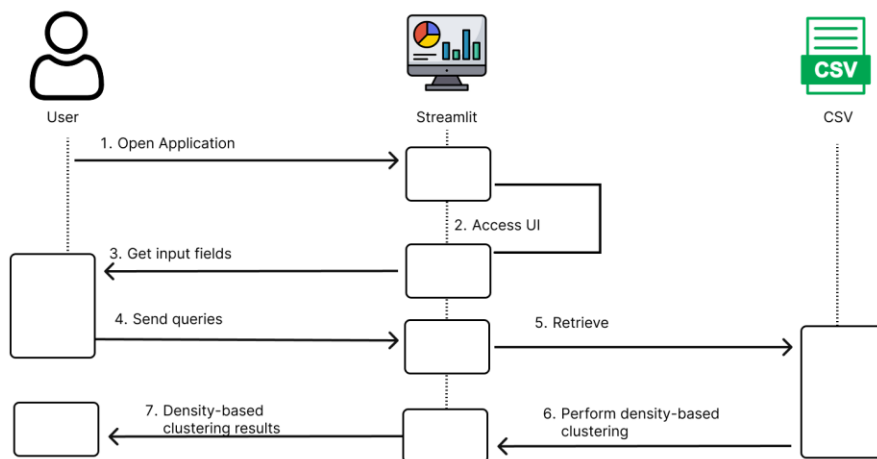 CSV
User
Streamlit
CSV
1. Open Application
2. Access UI
3. Get input fields
4. Send queries
5. Retrieve
6. Perform density-based
clustering
7. Density-based
clustering results